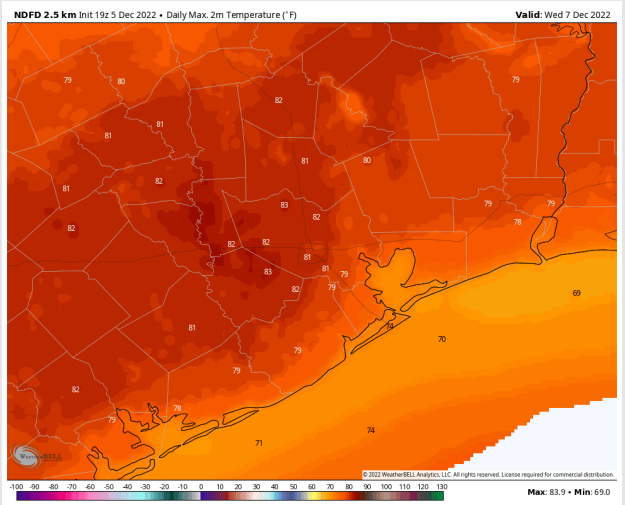 NDFD 2.5 km Init 19z 5 Dec 2022 • Daily Max. 2m Temperature (°F) Valid: Wed 7 Dec 2022
79 80 79
82
81 81
81 80
81 82
83 82 79 79
78
82 82 82
81
83 81 79
82 79
69
81 74
70
79
79
82
78
79
74
71
WeatherBELL
© 2022 WeatherBELL Analytics, LLC. All rights reserved. License required for commercial distribution.
-100 -90 -80 -70 -60 -50 -40 -30 -20 -10 0 10 20 30 40 50 60 70 80 90 100 110 120 130
Max: 83.9 • Min: 69.0